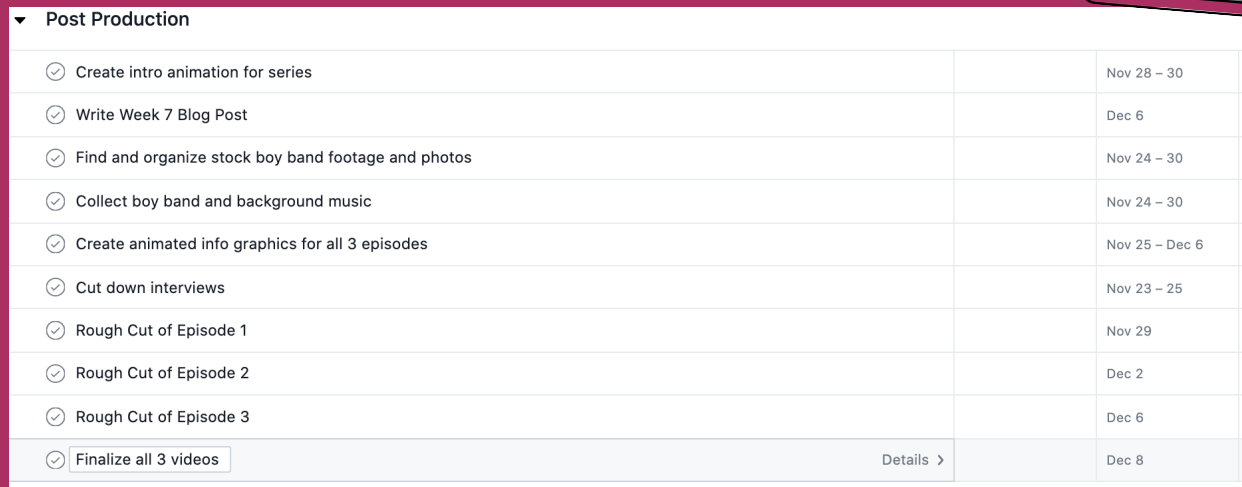 Post Production
Create intro animation for series Nov 28 – 30
Write Week 7 Blog Post Dec 6
Find and organize stock boy band footage and photos Nov 24 – 30
Collect boy band and background music Nov 24 – 30
Create animated info graphics for all 3 episodes Nov 25 – Dec 6
Cut down interviews Nov 23 – 25
Rough Cut of Episode 1 Nov 29
Rough Cut of Episode 2 Dec 2
Rough Cut of Episode 3 Dec 6
Finalize all 3 videos Details > Dec 8